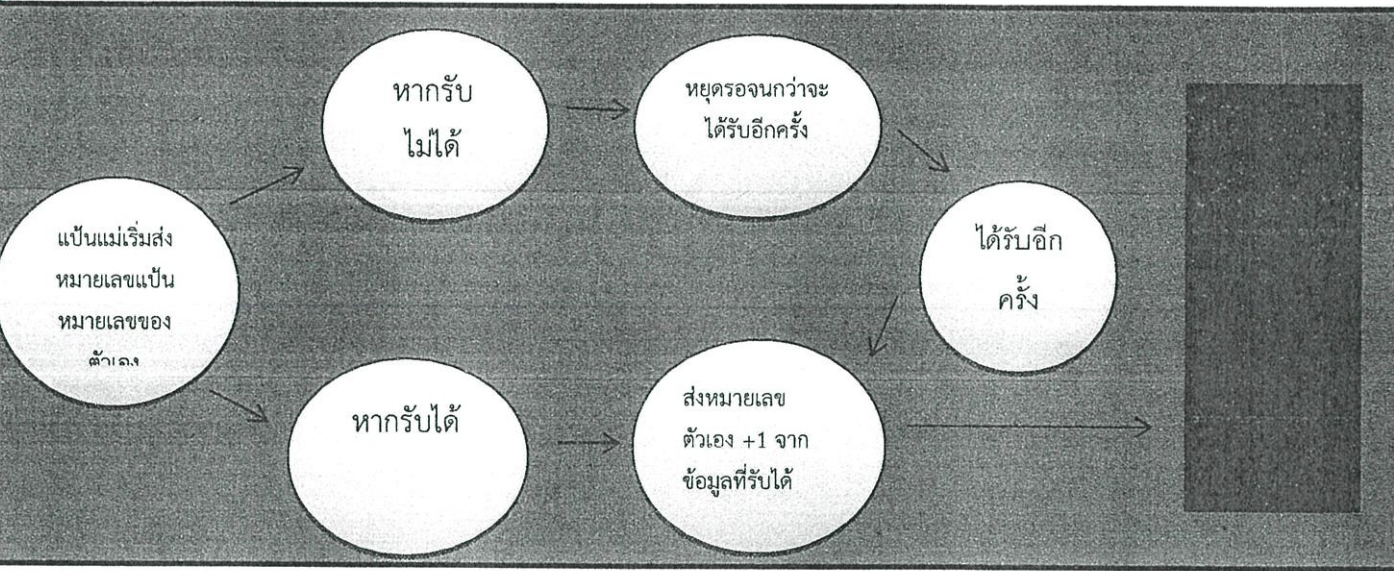 หากรับ
ไม่ได้
หยุดรอจนกว่าจะ
ได้รับอีกครั้ง
แป้นแม่เริ่มส่ง
หมายเลขแป้น
หมายเลขของ
ตัวเอง
ได้รับอีก
ครั้ง
หากรับได้
ส่งหมายเลข
ตัวเอง +1 จาก
ข้อมูลที่รับได้